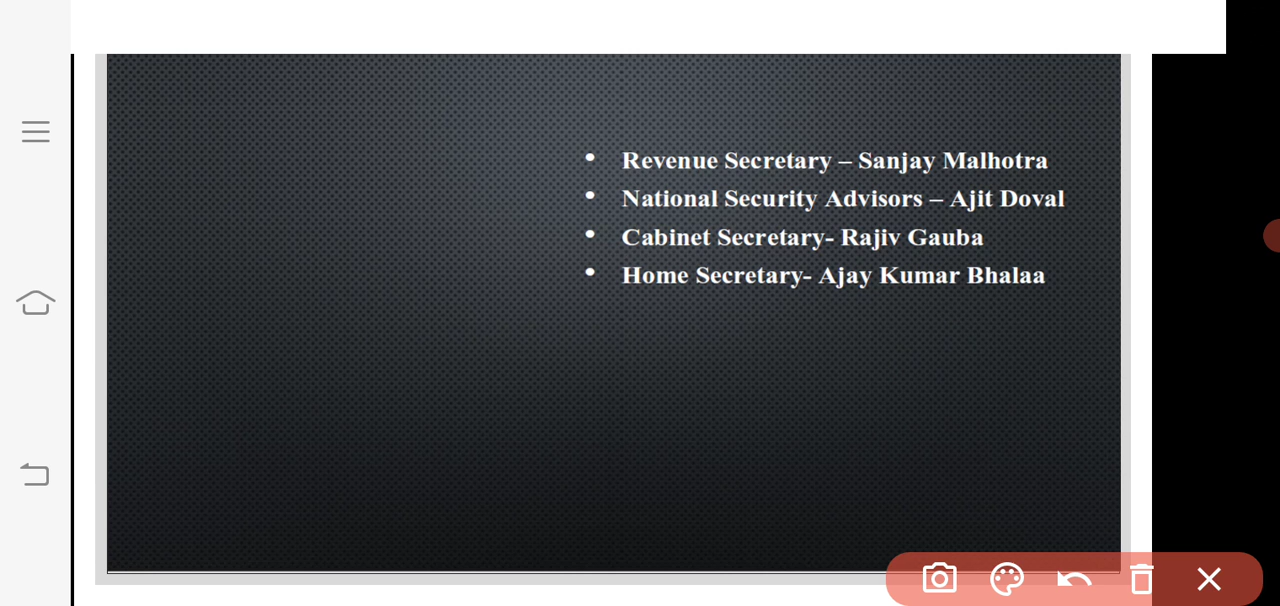 • Revenue Secretary – Sanjay Malhotra
• National Security Advisors – Ajit Doval
• Cabinet Secretary- Rajiv Gauba
• Home Secretary- Ajay Kumar Bhalaa